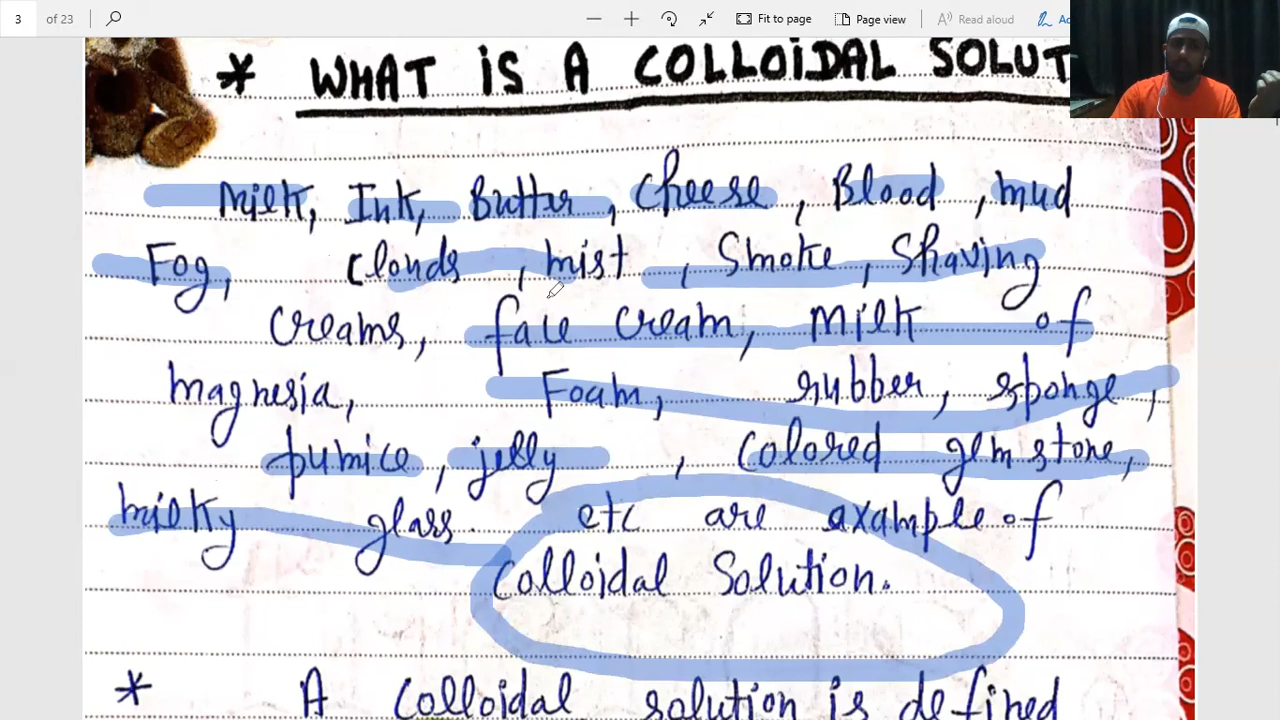 3 of 23 Fit to page Page view Read aloud
* WHAT iS A COLLOiDAL SOLUT
Milk, Ink, Butter, Cheese, Blood, mud
Fog, Clouds, mist, Smoke, Shaving
Creams, face cream, Milk of
magnesia, Foam, rubber, sponge,
pumice, jelly, Colored gem stone,
milky glass. etc are example of
Colloidal Solution.
* A colloidal solution is defined